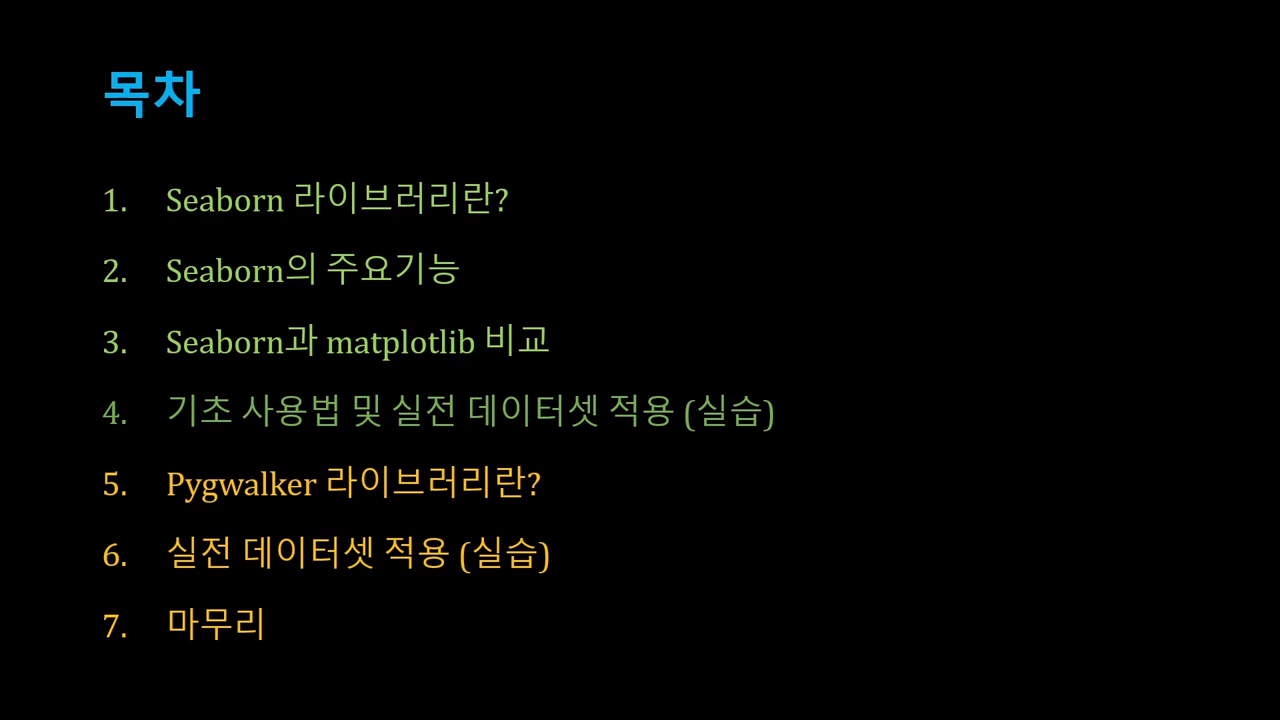 목차
1. Seaborn 라이브러리란?
2. Seaborn의 주요기능
3. Seaborn과 matplotlib 비교
4. 기초 사용법 및 실전 데이터셋 적용 (실습)
5. Pygwalker 라이브러리란?
6. 실전 데이터셋 적용 (실습)
7. 마무리